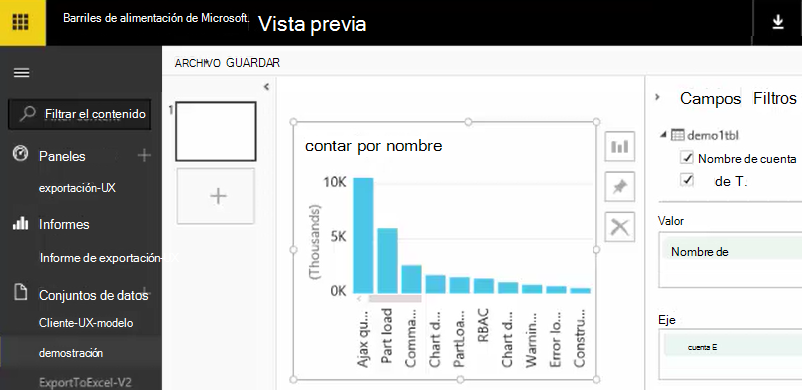 Barriles de alimentación de Microsoft.
Vista previa
ARCHIVO GUARDAR
Filtrar el contenido
Paneles
exportación-UX
Informes
Informe de exportación-
Conjuntos de datos
Cliente-UX-modelo
demostración
ExportToExcel-V2
1
contar por nombre
(Thousands)
10K
5K
0K
Ajax qu...
Part load
Comma...
Chart d...
PartLoa...
RBAC
Chart d...
Warnin...
Error lo...
Constru...
Campos Filtros
demo1tbl
Nombre de cuenta
de T.
Valor
Nombre de
Eje
cuenta E